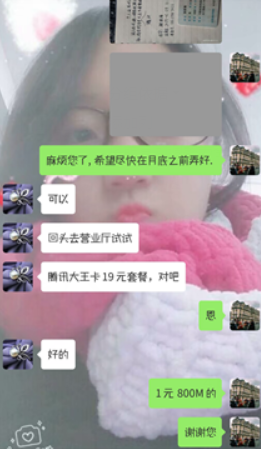 麻烦您了, 希望尽快在月底之前弄好.
可以
回头去营业厅试试
腾讯大王卡 19 元套餐，对吧
恩
好的
1 元 800M 的
谢谢您